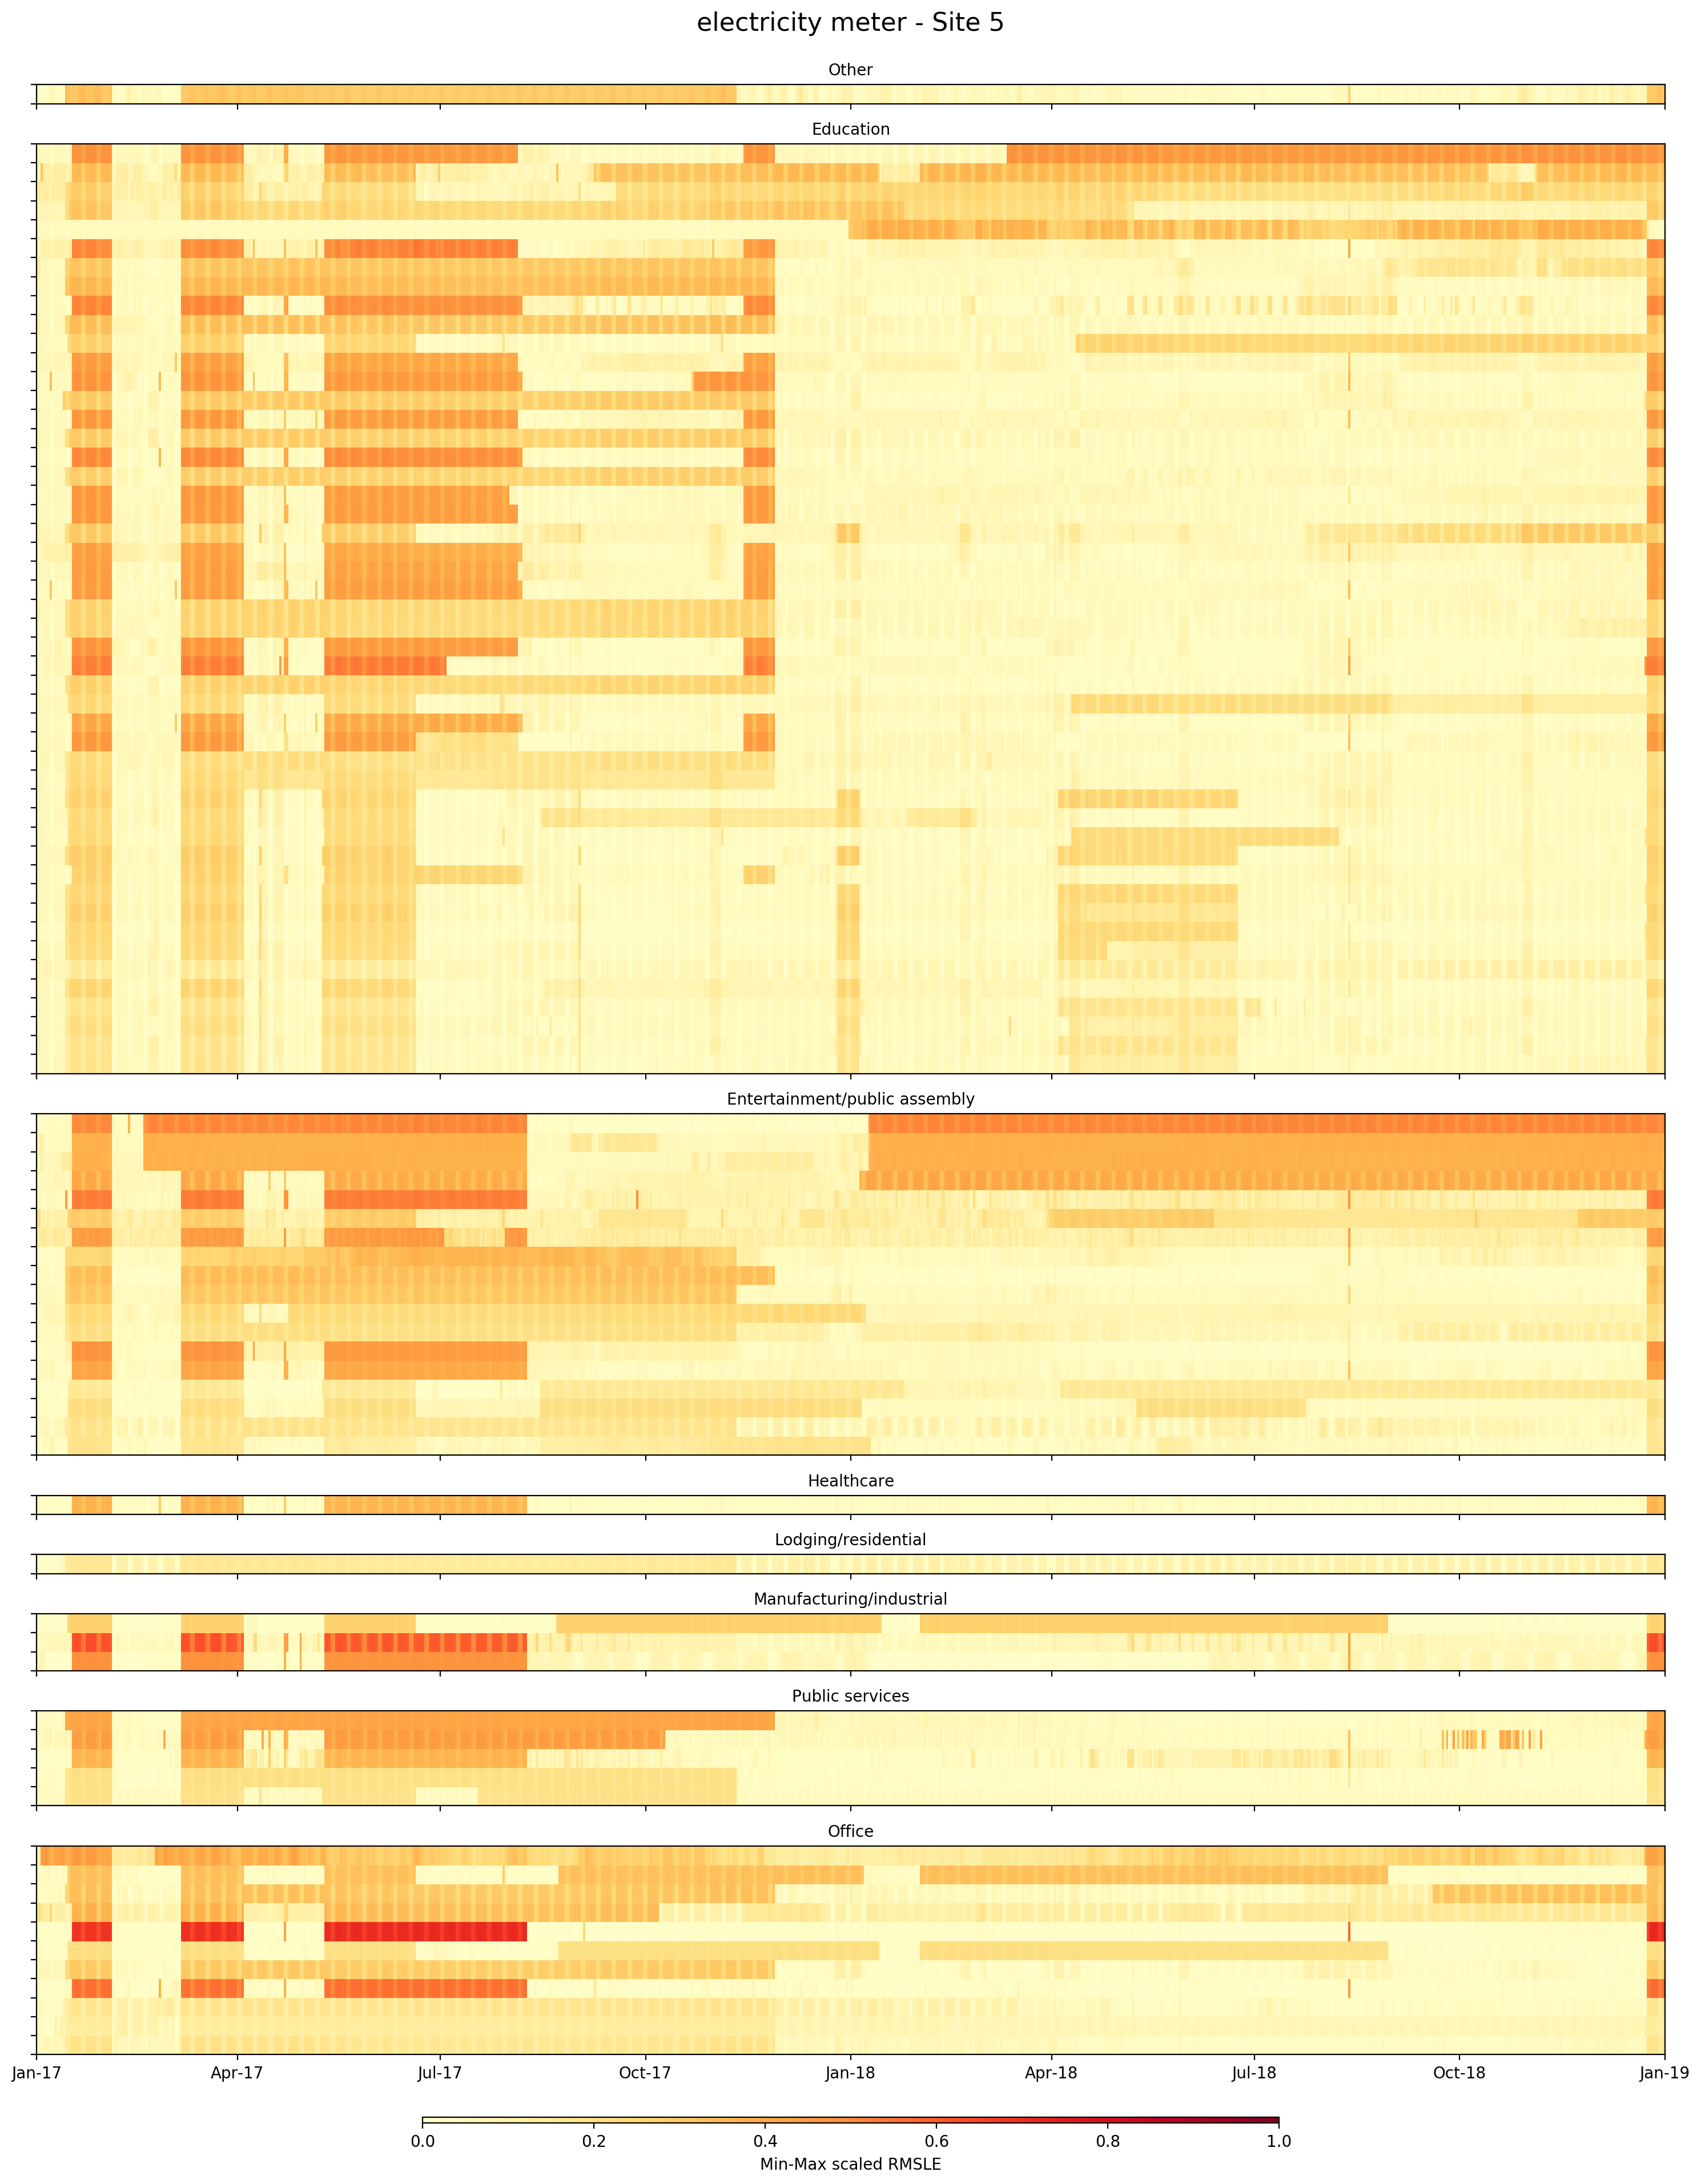 electricity meter - Site 5
Other
Education
Entertainment/public assembly
Healthcare
Lodging/residential
Manufacturing/industrial
Public services
Office
Jan-17 Apr-17 Jul-17 Oct-17 Jan-18 Apr-18 Jul-18 Oct-18 Jan-19
0.0 0.2 0.4 0.6 0.8 1.0
Min-Max scaled RMSLE